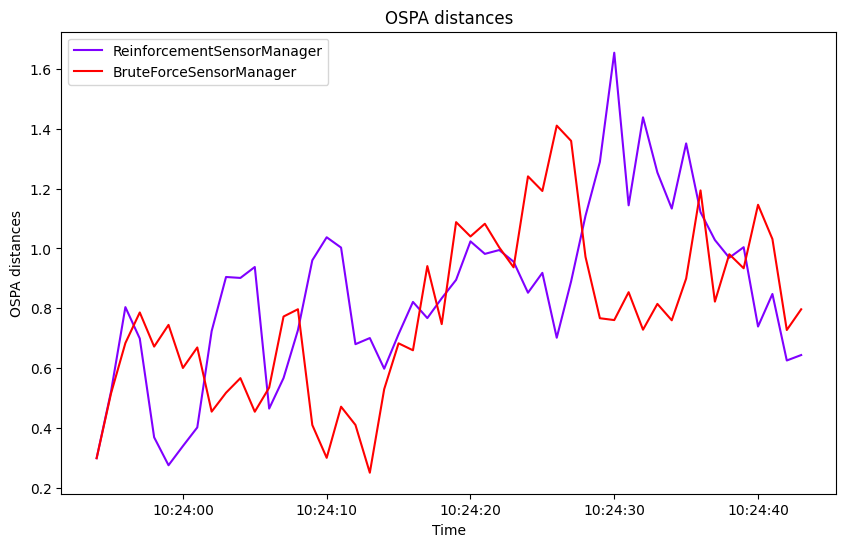 OSPA distances
ReinforcementSensorManager
BruteForceSensorManager
OSPA distances
1.6
1.4
1.2
1.0
0.8
0.6
0.4
0.2
10:24:00 10:24:10 10:24:20 10:24:30 10:24:40
Time